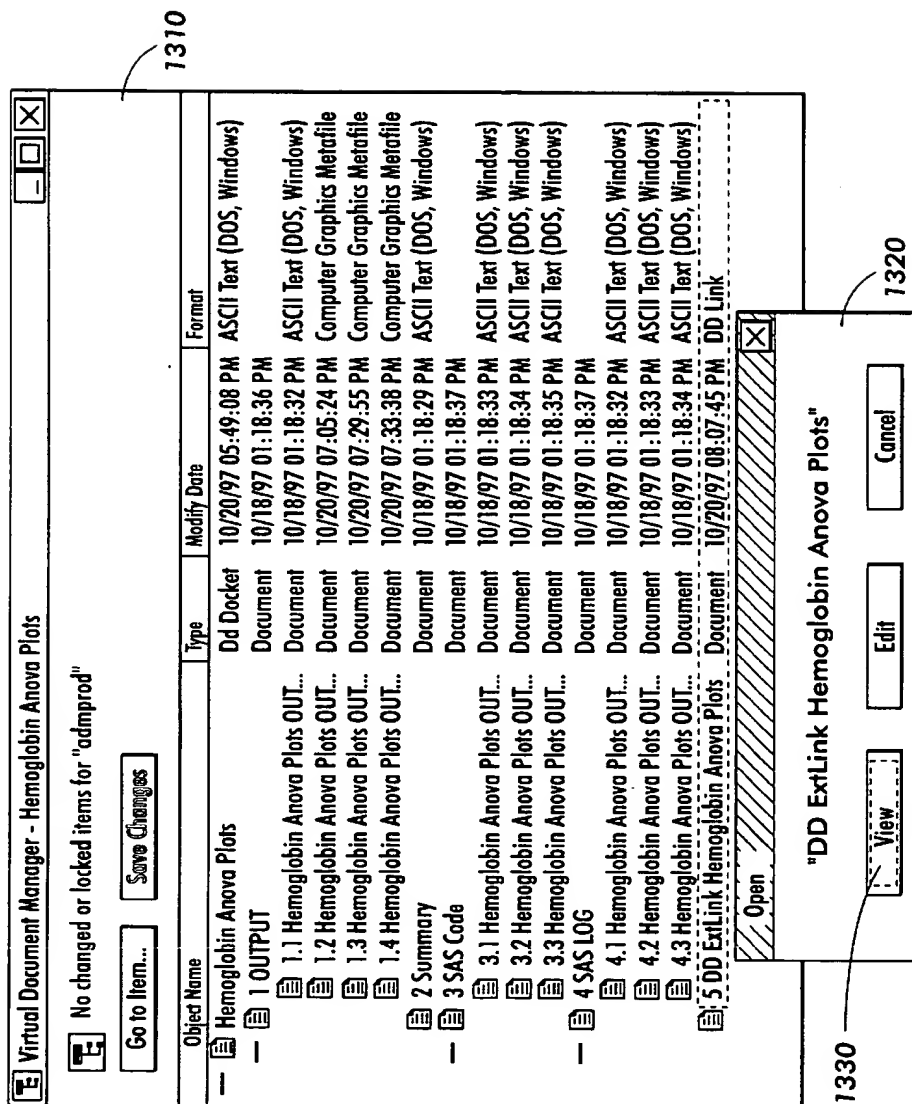 Virtual Document Manager - Hemoglobin Anova Plots
No changed or locked items for "admprod"
Go to Item... Save Changes
Object Name Type Modify Date Format
Hemoglobin Anova Plots Dd Docket 10/20/97 05:49:08 PM ASCII Text (DOS, Windows)
1 OUTPUT Document 10/18/97 01:18:36 PM
1.1 Hemoglobin Anova Plots OUT... Document 10/18/97 01:18:32 PM ASCII Text (DOS, Windows)
1.2 Hemoglobin Anova Plots OUT... Document 10/20/97 07:05:24 PM Computer Graphics Metafile
1.3 Hemoglobin Anova Plots OUT... Document 10/20/97 07:29:55 PM Computer Graphics Metafile
1.4 Hemoglobin Anova Plots OUT... Document 10/20/97 07:33:38 PM Computer Graphics Metafile
2 Summary Document 10/18/97 01:18:29 PM ASCII Text (DOS, Windows)
3 SAS Code Document 10/18/97 01:18:37 PM
3.1 Hemoglobin Anova Plots OUT... Document 10/18/97 01:18:33 PM ASCII Text (DOS, Windows)
3.2 Hemoglobin Anova Plots OUT... Document 10/18/97 01:18:34 PM ASCII Text (DOS, Windows)
3.3 Hemoglobin Anova Plots OUT... Document 10/18/97 01:18:35 PM ASCII Text (DOS, Windows)
4 SAS LOG Document 10/18/97 01:18:37 PM
4.1 Hemoglobin Anova Plots OUT... Document 10/18/97 01:18:32 PM ASCII Text (DOS, Windows)
4.2 Hemoglobin Anova Plots OUT... Document 10/18/97 01:18:33 PM ASCII Text (DOS, Windows)
4.3 Hemoglobin Anova Plots OUT... Document 10/18/97 01:18:34 PM ASCII Text (DOS, Windows)
5 DD ExtLink Hemoglobin Anova Plots Document 10/20/97 08:07:45 PM DD Link
1310
Open
"DD ExtLink Hemoglobin Anova Plots"
View Edit Cancel
1330
1320